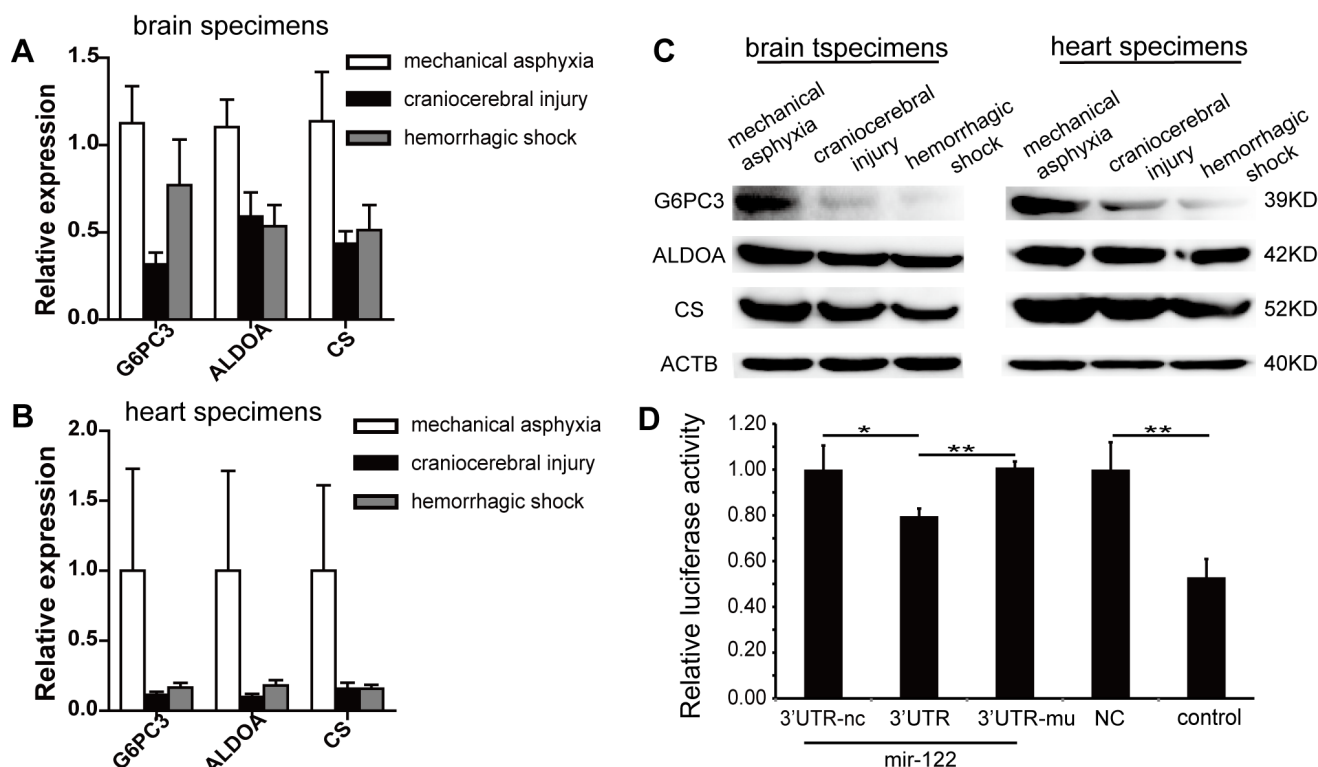 A
brain specimens
Relative expression
1.5
1.0
0.5
0.0
G6PC3
ALDOA
CS
mechanical asphyxia
craniocerebral injury
hemorrhagic shock
B
heart specimens
Relative expression
2.0
1.5
1.0
0.5
0.0
G6PC3
ALDOA
CS
mechanical asphyxia
craniocerebral injury
hemorrhagic shock
C
brain tspecimens
heart specimens
mechanical
asphyxia
craniocerebral
injury
hemorrhagic
shock
mechanical
asphyxia
craniocerebral
injury
hemorrhagic
shock
G6PC3
39KD
ALDOA
42KD
CS
52KD
ACTB
40KD
D
Relative luciferase activity
1.20
1.00
0.80
0.60
0.40
0.20
0.00
*
**
**
3'UTR-nc
3'UTR
3'UTR-mu
NC
control
mir-122